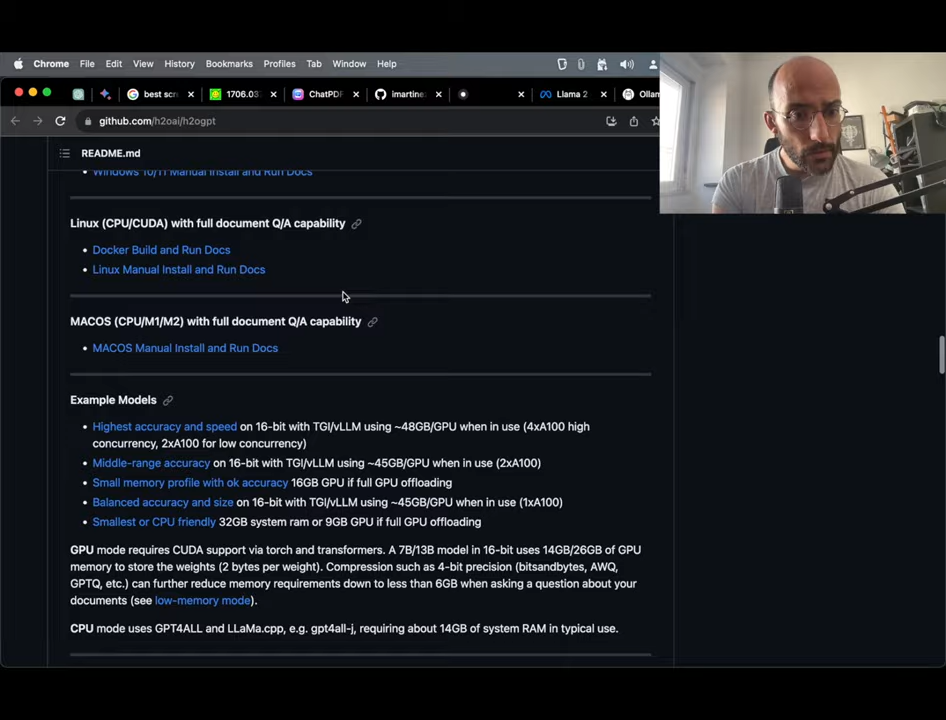 Chrome File Edit View History Bookmarks Profiles Tab Window Help
best scr 1706.03 ChatPDF imartine Llama 2 Ollam
github.com/h2oai/h2ogpt
README.md
Windows 10/11 Manual Install and Run Docs
Linux (CPU/CUDA) with full document Q/A capability
Docker Build and Run Docs
Linux Manual Install and Run Docs
MACOS (CPU/M1/M2) with full document Q/A capability
MACOS Manual Install and Run Docs
Example Models
Highest accuracy and speed on 16-bit with TGI/vLLM using ~48GB/GPU when in use (4xA100 high
concurrency, 2xA100 for low concurrency)
Middle-range accuracy on 16-bit with TGI/vLLM using ~45GB/GPU when in use (2xA100)
Small memory profile with ok accuracy 16GB GPU if full GPU offloading
Balanced accuracy and size on 16-bit with TGI/vLLM using ~45GB/GPU when in use (1xA100)
Smallest or CPU friendly 32GB system ram or 9GB GPU if full GPU offloading
GPU mode requires CUDA support via torch and transformers. A 7B/13B model in 16-bit uses 14GB/26GB of GPU
memory to store the weights (2 bytes per weight). Compression such as 4-bit precision (bitsandbytes, AWQ,
GPTQ, etc.) can further reduce memory requirements down to less than 6GB when asking a question about your
documents (see low-memory mode).
CPU mode uses GPT4ALL and LLaMa.cpp, e.g. gpt4all-j, requiring about 14GB of system RAM in typical use.